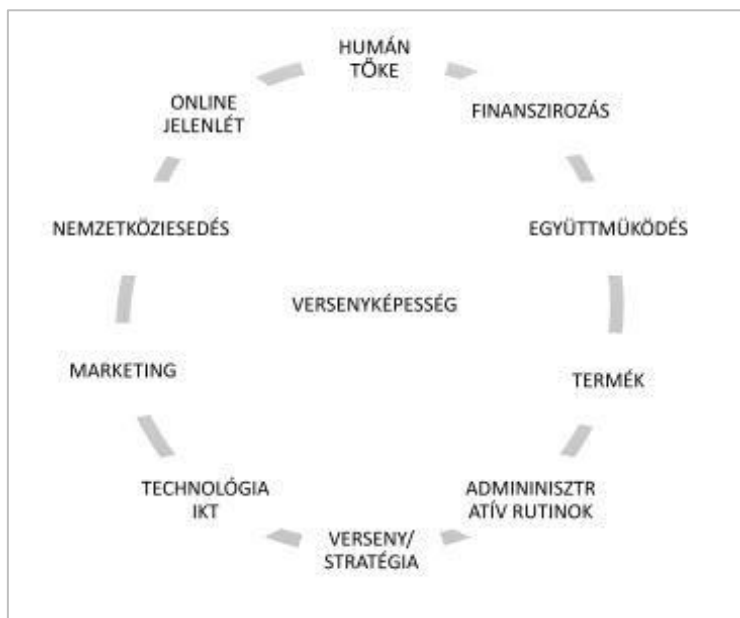 HUMÁN
TŐKE
FINANSZIROZÁS
EGYÜTTMÜKÖDÉS
TERMÉK
ADMININISZTR
ATÍV RUTINOK
VERSENY/
STRATÉGIA
TECHNOLÓGIA
IKT
MARKETING
NEMZETKÖZIESEDÉS
ONLINE
JELENLÉT
VERSENYKÉPESSÉG